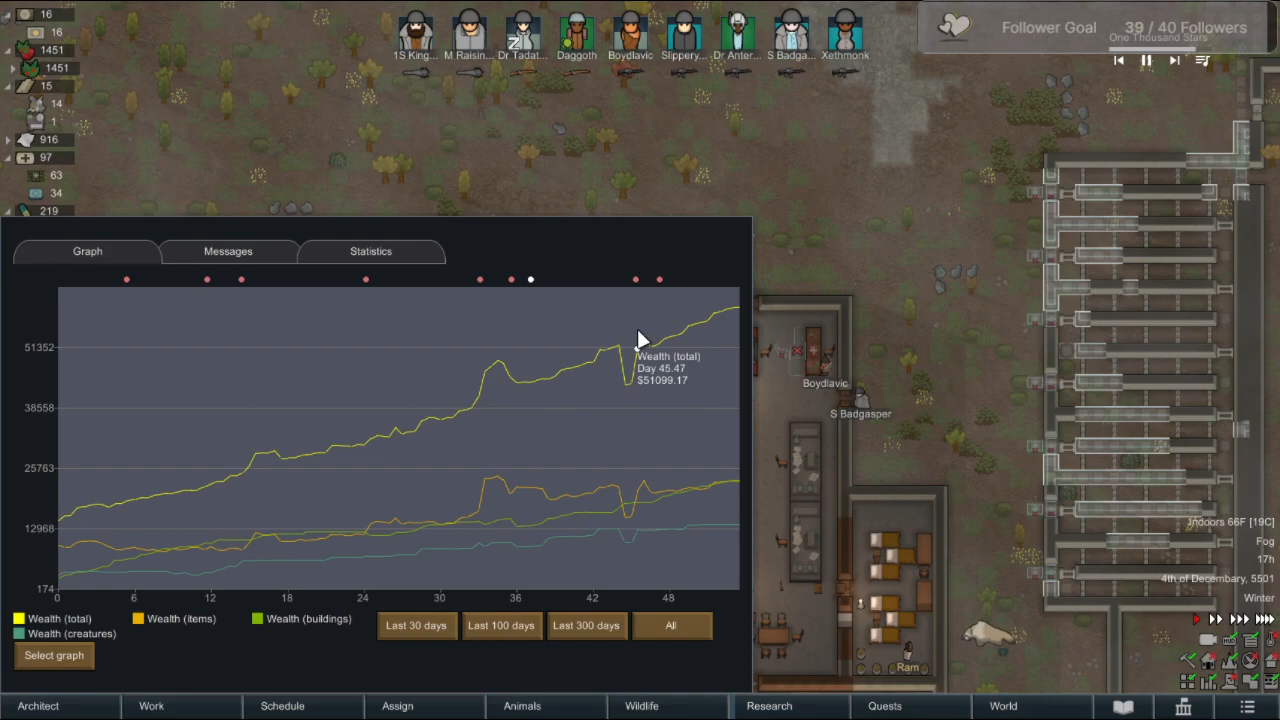 16
16
1451
1451
15
14
1
916
97
63
34
219
1S King...
M Raisin...
Dr Tadat...
Daggoth
Boydlavic
Slippery...
Dr Anter...
S Badga...
Xethmonk
Follower Goal 39 / 40 Followers
One Thousand Stars
Graph
Messages
Statistics
51352
38558
25763
12968
174
0
6
12
18
24
30
36
42
48
Wealth (total)
Day 45.47
$51099.17
Wealth (total)
Wealth (items)
Wealth (buildings)
Wealth (creatures)
Last 30 days
Last 100 days
Last 300 days
All
Select graph
Boydlavic
S Badgasper
Ram
Indoors 66F [19C]
Fog
17h
4th of Decembary, 5501
Winter
Architect
Work
Schedule
Assign
Animals
Wildlife
Research
Quests
World